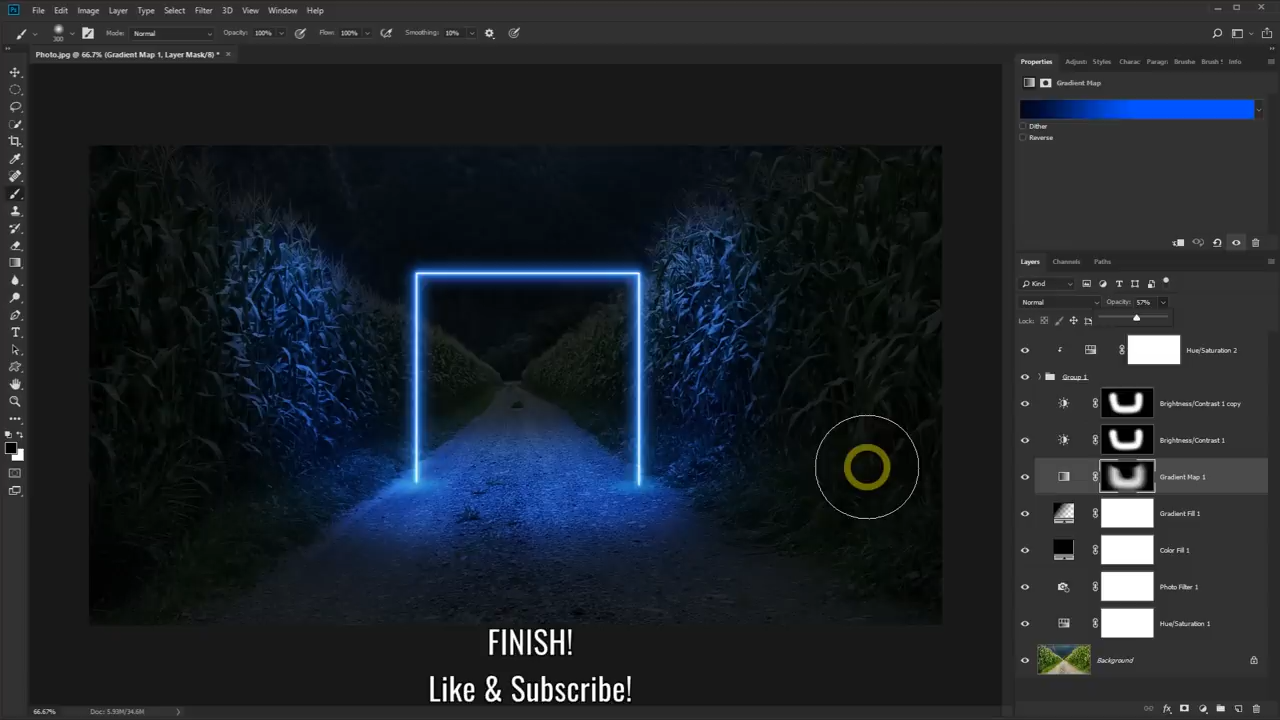 Ps File Edit Image Layer Type Select Filter 3D View Window Help
300 Mode: Normal Opacity: 100% Flow: 100% Smoothing: 10%
Photo.jpg @ 66.7% (Gradient Map 1, Layer Mask/8) * ×
Properties Adjust Styles Charac Paragr Brushe Brush S Info
Gradient Map
Dither
Reverse
Layers Channels Paths
Kind
Normal Opacity: 57%
Lock:
Hue/Saturation 2
Group 1
Brightness/Contrast 1 copy
Brightness/Contrast 1
Gradient Map 1
Gradient Fill 1
Color Fill 1
Photo Filter 1
Hue/Saturation 1
Background
FINISH!
Like & Subscribe!
66.67% Doc: 5.93M/34.6M